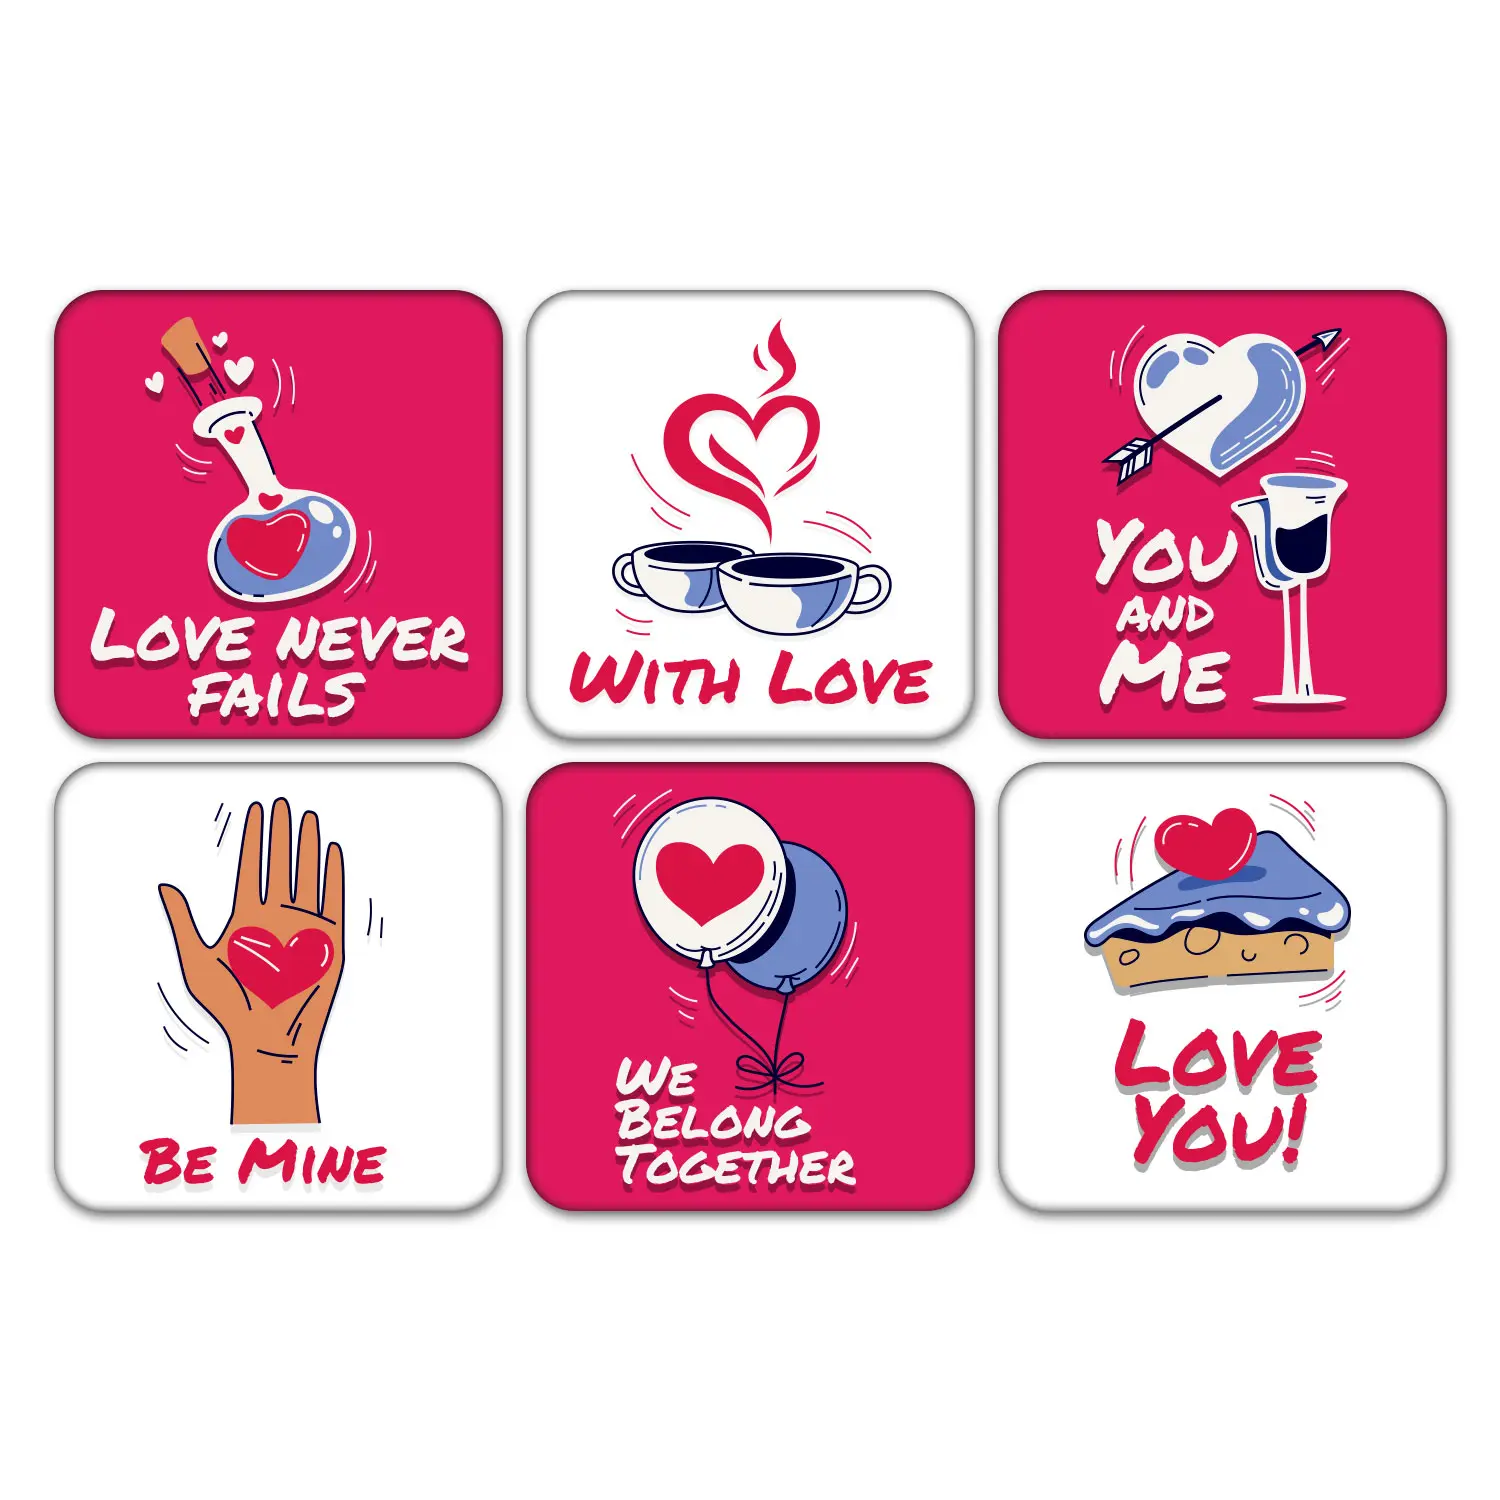 LOVE NEVER
FAILS
WITH LOVE
YOU
AND
ME
BE MINE
WE
BELONG
TOGETHER
LOVE
YOU!